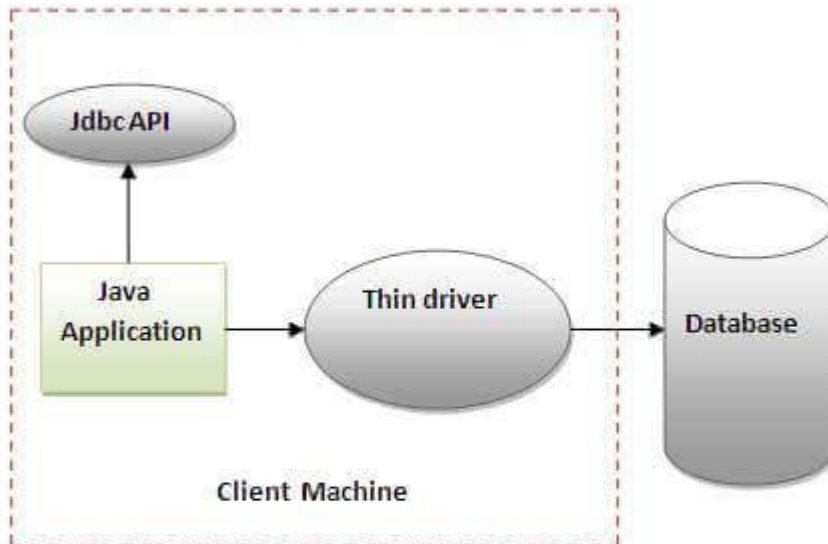 Jdbc API
Java
Application
Thin driver
Database
Client Machine